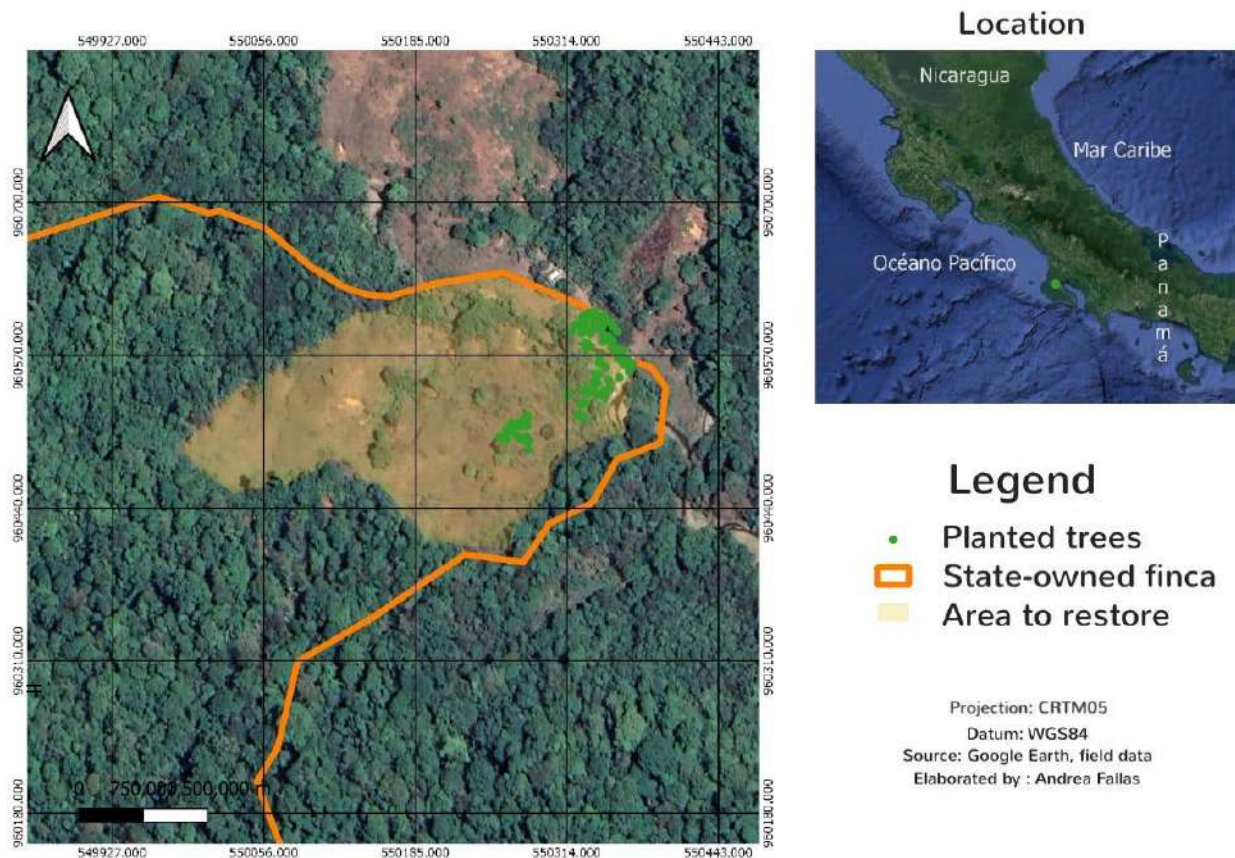 549927.000 550056.000 550185.000 550314.000 550443.000
960700.000 960700.000
960570.000 960570.000
960440.000 960440.000
960310.000 960310.000
960180.000 960180.000
0 750,000,500,000 m
549927.000 550056.000 550185.000 550314.000 550443.000
Location
Nicaragua
Mar Caribe
Océano Pacífico
Panamá
Legend
Planted trees
State-owned finca
Area to restore
Projection: CRTM05
Datum: WGS84
Source: Google Earth, field data
Elaborated by : Andrea Fallas